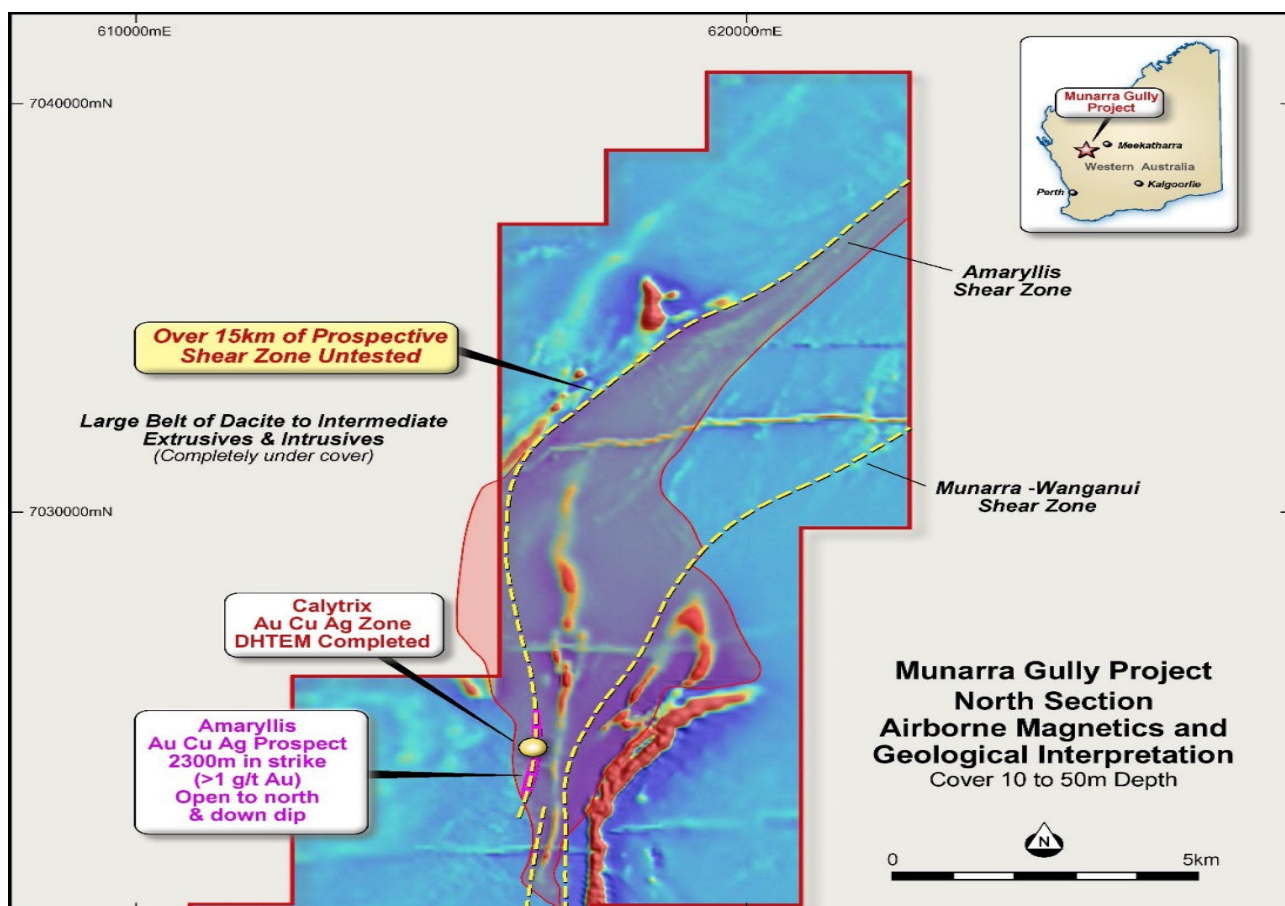 610000mE
620000mE
7040000mN
7030000mN
Munarra Gully
Project
Meekatharra
Western Australia
Perth
Kalgoorlie
Amaryllis
Shear Zone
Over 15km of Prospective
Shear Zone Untested
Large Belt of Dacite to Intermediate
Extrusives & Intrusives
(Completely under cover)
Munarra -Wanganui
Shear Zone
Calytrix
Au Cu Ag Zone
DHTEM Completed
Amaryllis
Au Cu Ag Prospect
2300m in strike
(>1 g/t Au)
Open to north
& down dip
Munarra Gully Project
North Section
Airborne Magnetics and
Geological Interpretation
Cover 10 to 50m Depth
N
0
5km